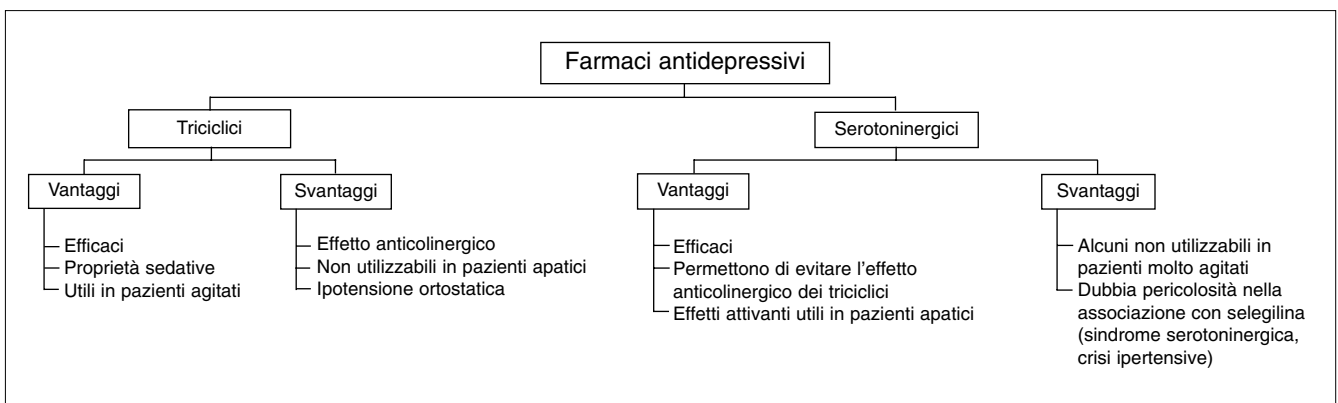 Farmaci antidepressivi
Triciclici
Serotoninergici
Vantaggi
Svantaggi
Vantaggi
Svantaggi
Efficaci
Proprietà sedative
Utili in pazienti agitati
Effetto anticolinergico
Non utilizzabili in pazienti apatici
Ipotensione ortostatica
Efficaci
Permettono di evitare l'effetto
anticolinergico dei triciclici
Effetti attivanti utili in pazienti apatici
Alcuni non utilizzabili in
pazienti molto agitati
Dubbia pericolosità nella
associazione con selegilina
(sindrome serotoninergica,
crisi ipertensive)